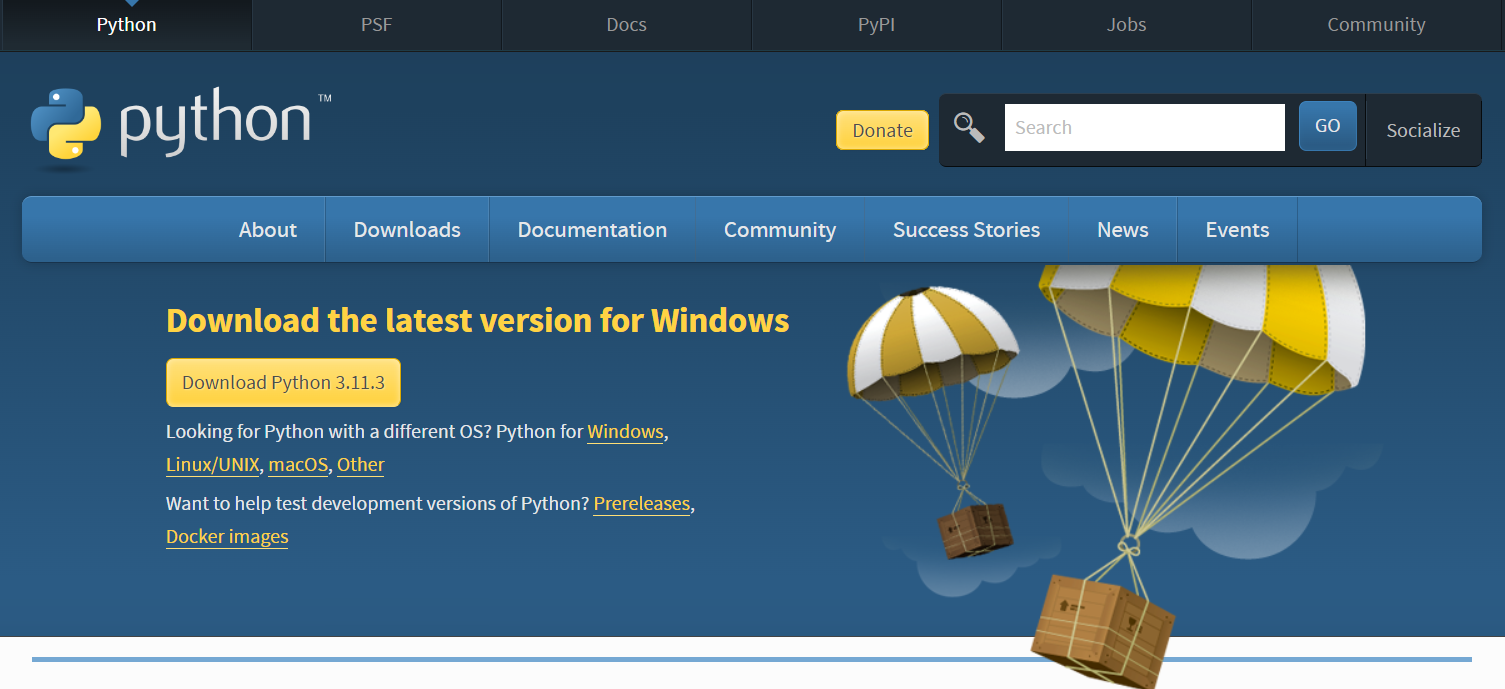 Python PSF Docs PyPI Jobs Community
python™
Donate Search GO Socialize
About Downloads Documentation Community Success Stories News Events
Download the latest version for Windows
Download Python 3.11.3
Looking for Python with a different OS? Python for Windows,
Linux/UNIX, macOS, Other
Want to help test development versions of Python? Prereleases,
Docker images